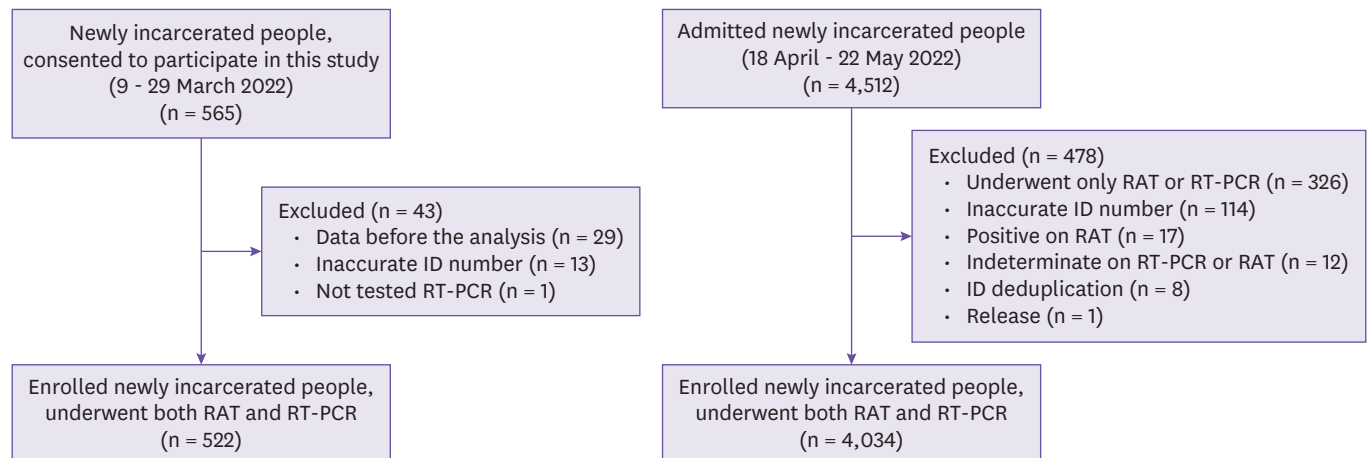 Newly incarcerated people,
consented to participate in this study
(9 - 29 March 2022)
(n = 565)
Excluded (n = 43)
• Data before the analysis (n = 29)
• Inaccurate ID number (n = 13)
• Not tested RT-PCR (n = 1)
Enrolled newly incarcerated people,
underwent both RAT and RT-PCR
(n = 522)
Admitted newly incarcerated people
(18 April - 22 May 2022)
(n = 4,512)
Excluded (n = 478)
• Underwent only RAT or RT-PCR (n = 326)
• Inaccurate ID number (n = 114)
• Positive on RAT (n = 17)
• Indeterminate on RT-PCR or RAT (n = 12)
• ID deduplication (n = 8)
• Release (n = 1)
Enrolled newly incarcerated people,
underwent both RAT and RT-PCR
(n = 4,034)